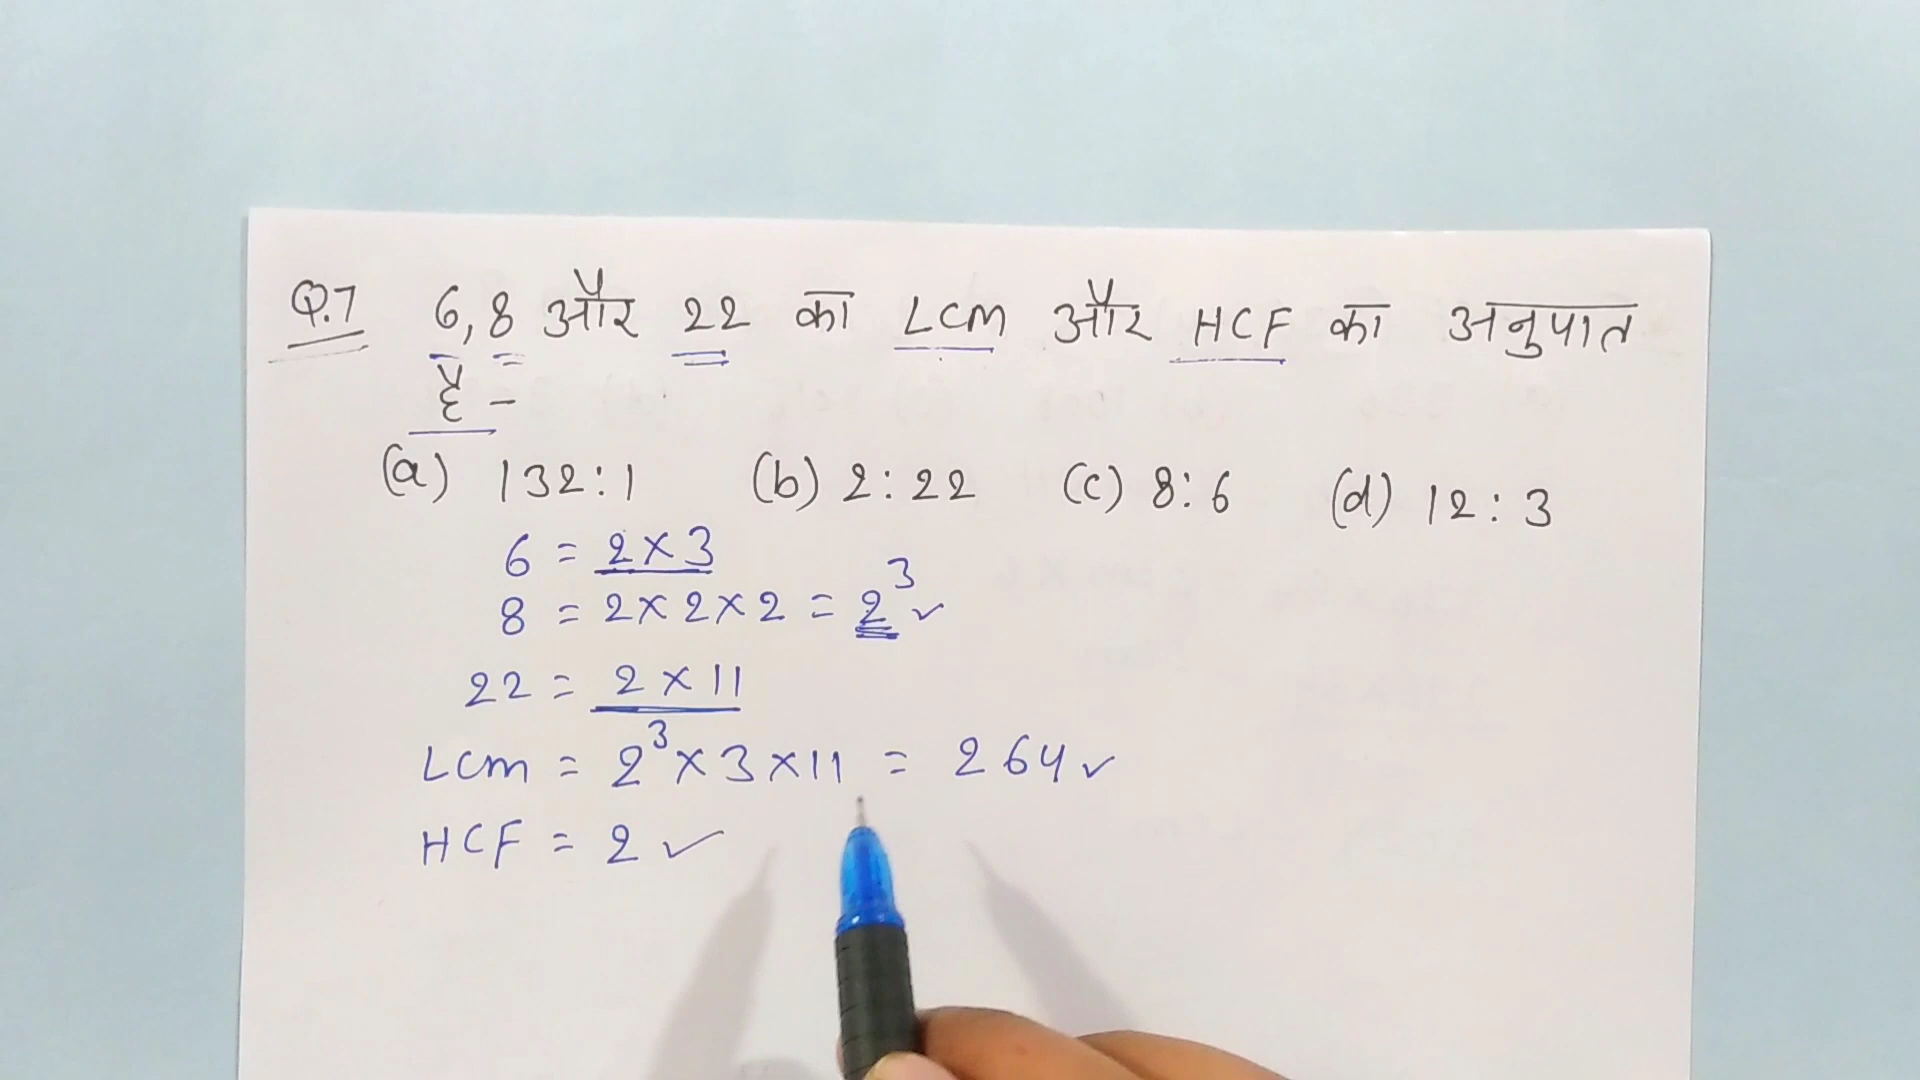 Q.7 6,8 और 22 का LCM और HCF का अनुपात
है -
(a) 132:1 (b) 2:22 (c) 8:6 (d) 12:3
6 = 2×3
8 = 2×2×2 = 2³ ✓
22 = 2×11
LCM = 2³×3×11 = 264 ✓
HCF = 2 ✓